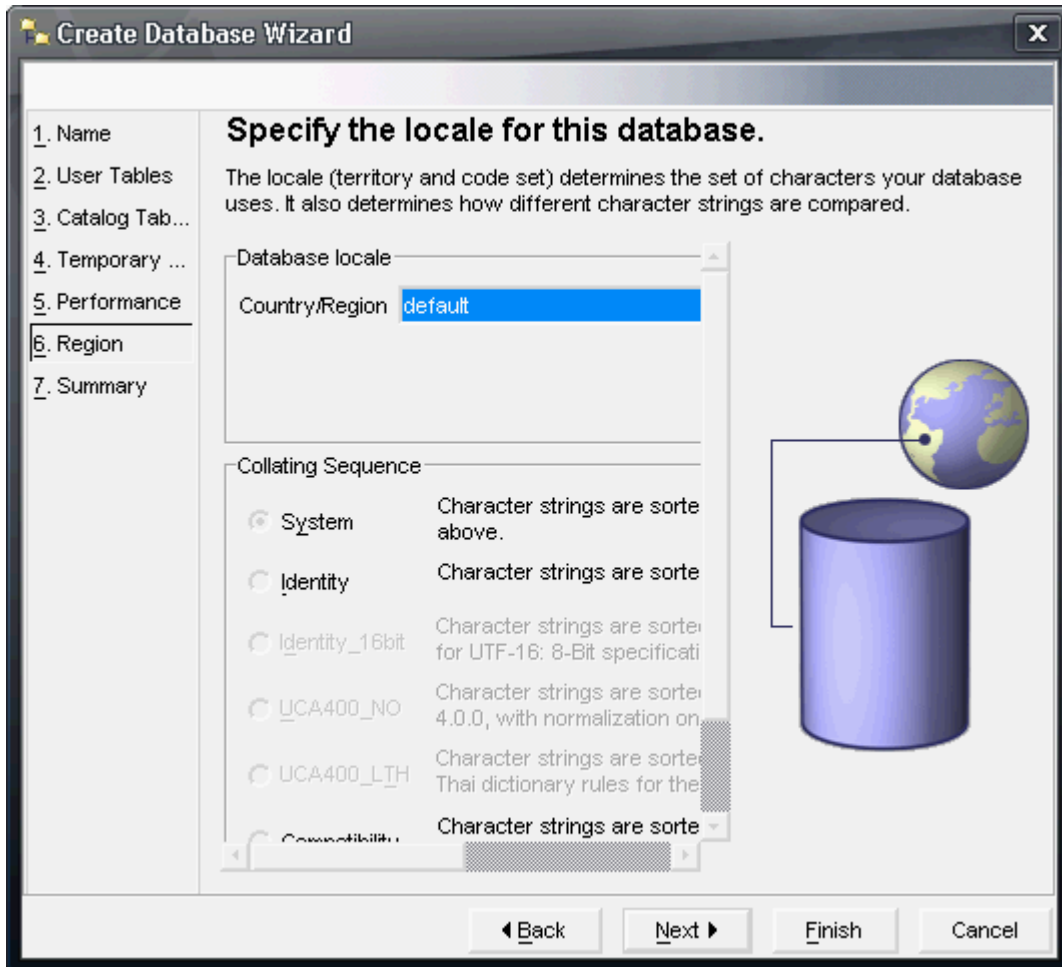 Create Database Wizard
1. Name
2. User Tables
3. Catalog Tab...
4. Temporary ...
5. Performance
6. Region
7. Summary
Specify the locale for this database.
The locale (territory and code set) determines the set of characters your database
uses. It also determines how different character strings are compared.
Database locale
Country/Region default
Collating Sequence
System Character strings are sorte
above.
Identity Character strings are sorte
Identity_16bit Character strings are sorte
for UTF-16: 8-Bit specificati
UCA400_NO Character strings are sorte
4.0.0, with normalization on
UCA400_LTH Character strings are sorte
Thai dictionary rules for the
Compatibility Character strings are sorte
Back Next Finish Cancel